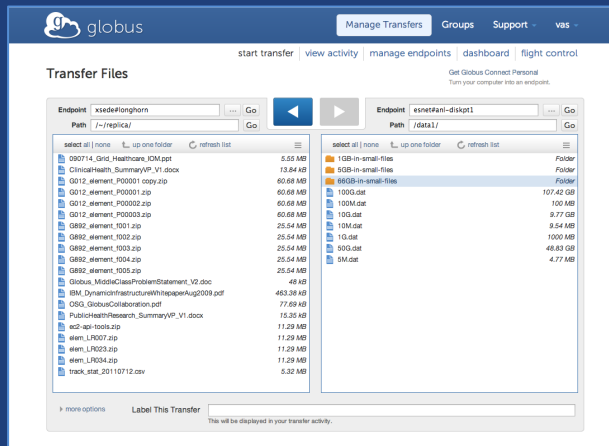 globus
Manage Transfers Groups Support vas
start transfer view activity manage endpoints dashboard flight control
Transfer Files
Get Globus Connect Personal
Turn your computer into an endpoint.
Endpoint xsede#longhorn ... Go
Path /~/replica/ Go
Endpoint esnet#anl-diskpt1 ... Go
Path /data1/ Go
select all | none up one folder refresh list
090714_Grid_Healthcare_IOM.ppt 5.55 MB
ClinicalHealth_SummaryVP_V1.docx 13.84 kB
G012_element_P00001 copy.zip 60.68 MB
G012_element_P00001.zip 60.68 MB
G012_element_P00002.zip 60.68 MB
G012_element_P00003.zip 60.68 MB
G892_element_f001.zip 25.54 MB
G892_element_f002.zip 25.54 MB
G892_element_f003.zip 25.54 MB
G892_element_f004.zip 25.54 MB
G892_element_f005.zip 25.54 MB
Globus_MiddleClassProblemStatement_V2.doc 48 kB
IBM_DynamicInfrastructureWhitepaperAug2009.pdf 463.38 kB
OSG_GlobusCollaboration.pdf 77.69 kB
PublicHealthResearch_SummaryVP_V1.docx 15.35 kB
ec2-api-tools.zip 11.29 MB
elem_LR007.zip 11.29 MB
elem_LR023.zip 11.29 MB
elem_LR034.zip 11.29 MB
track_stat_20110712.csv 5.32 MB
select all | none up one folder refresh list
1GB-in-small-files Folder
5GB-in-small-files Folder
66GB-in-small-files Folder
100G.dat 107.42 GB
100M.dat 100 MB
10G.dat 9.77 GB
10M.dat 9.54 MB
1G.dat 1000 MB
50G.dat 48.83 GB
5M.dat 4.77 MB
more options Label This Transfer
This will be displayed in your transfer activity.